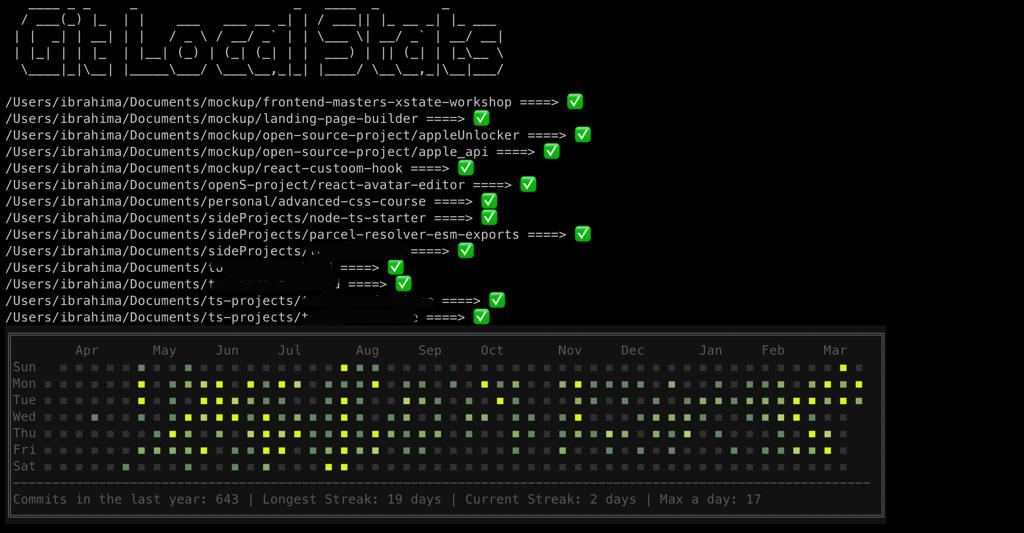 Git Local Stats
/Users/ibrahima/Documents/mockup/frontend-masters-xstate-workshop ====> ✅
/Users/ibrahima/Documents/mockup/landing-page-builder ====> ✅
/Users/ibrahima/Documents/mockup/open-source-project/appleUnlocker ====> ✅
/Users/ibrahima/Documents/mockup/open-source-project/apple_api ====> ✅
/Users/ibrahima/Documents/mockup/react-custoom-hook ====> ✅
/Users/ibrahima/Documents/openS-project/react-avatar-editor ====> ✅
/Users/ibrahima/Documents/personal/advanced-css-course ====> ✅
/Users/ibrahima/Documents/sideProjects/node-ts-starter ====> ✅
/Users/ibrahima/Documents/sideProjects/parcel-resolver-esm-exports ====> ✅
/Users/ibrahima/Documents/sideProjects/ ====> ✅
/Users/ibrahima/Documents/ ====> ✅
/Users/ibrahima/Documents/ ====> ✅
/Users/ibrahima/Documents/ts-projects/ ====> ✅
/Users/ibrahima/Documents/ts-projects/ ====> ✅
Apr May Jun Jul Aug Sep Oct Nov Dec Jan Feb Mar
Sun
Mon
Tue
Wed
Thu
Fri
Sat
Commits in the last year: 643 | Longest Streak: 19 days | Current Streak: 2 days | Max a day: 17